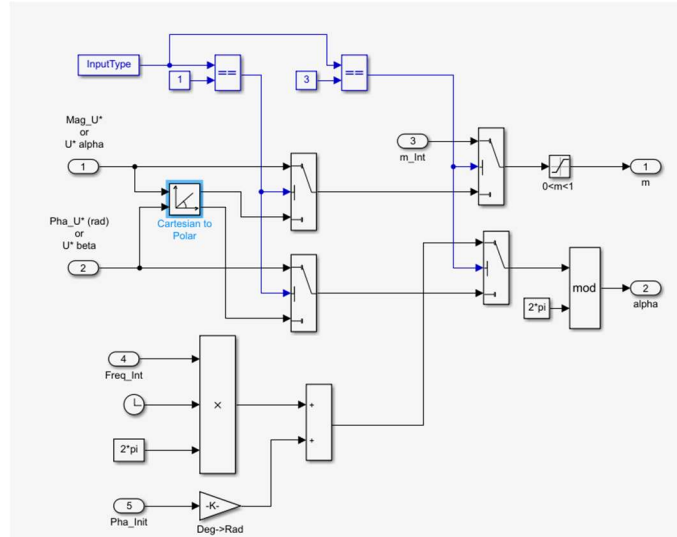 InputType
1
==
3
==
Mag_U*
or
U* alpha
1
3
m_Int
0<m<1
1
m
Pha_U* (rad)
or
U* beta
2
Cartesian to
Polar
2*pi
mod
2
alpha
4
Freq_Int
×
2*pi
+
+
5
Pha_Init
-K-
Deg->Rad